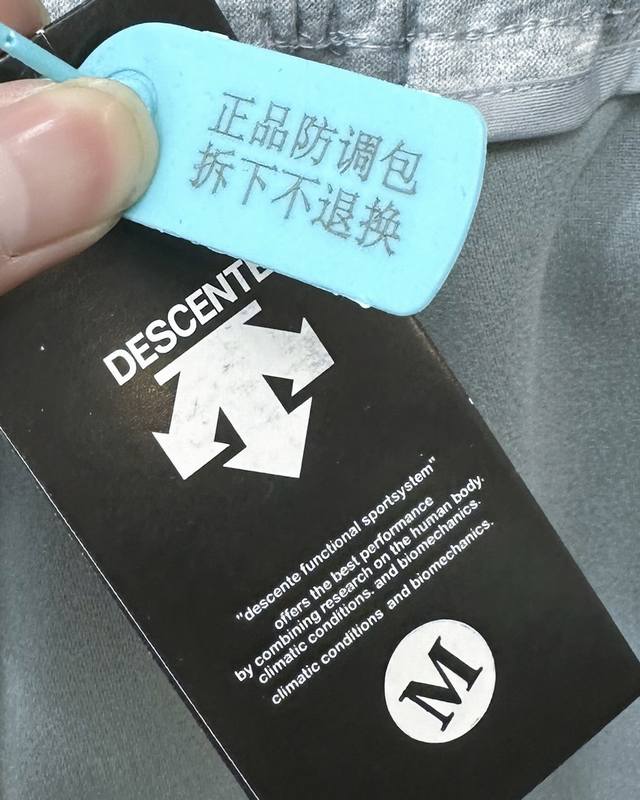 正品防调包
拆下不退换
DESCENTE
"descente functional sportsystem"
offers the best performance
by combining research on the human body.
climatic conditions. and biomechanics.
climatic conditions and biomechanics.
M